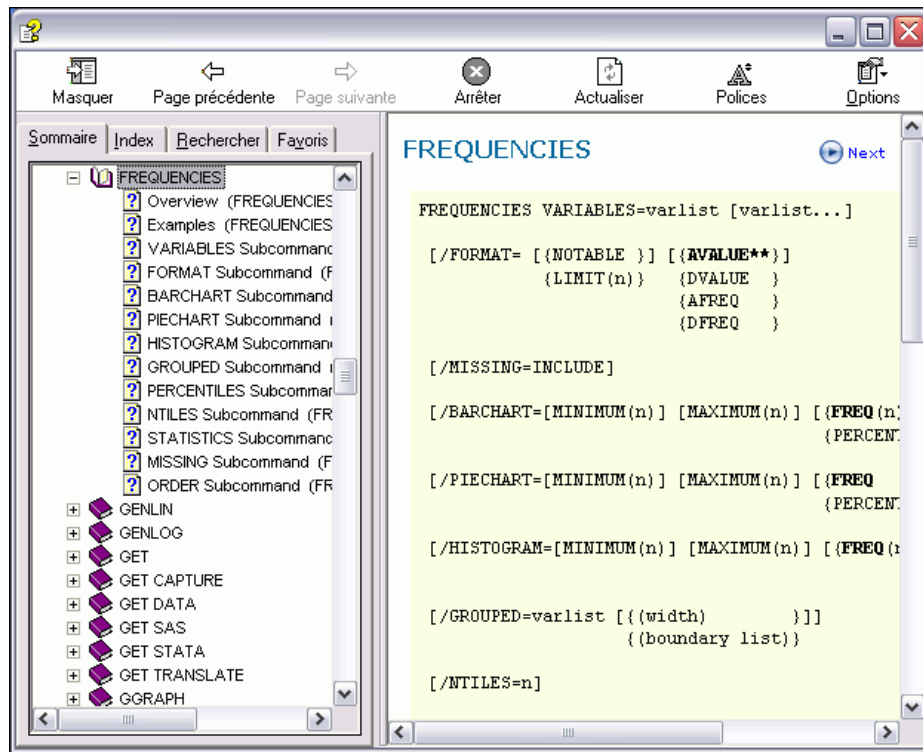 Masquer Page précédente Page suivante Arrêter Actualiser Polices Options
Sommaire Index Rechercher Favoris
FREQUENCIES
Overview (FREQUENCIES
Examples (FREQUENCIES
VARIABLES Subcommand
FORMAT Subcommand (F
BARCHART Subcommand
PIECHART Subcommand
HISTOGRAM Subcommand
GROUPED Subcommand
PERCENTILES Subcommand
NTILES Subcommand (FR
STATISTICS Subcommand
MISSING Subcommand (F
ORDER Subcommand (FR
GENLIN
GENLOG
GET
GET CAPTURE
GET DATA
GET SAS
GET STATA
GET TRANSLATE
GGRAPH
FREQUENCIES
Next
FREQUENCIES VARIABLES=varlist [varlist...]
[/FORMAT= [{NOTABLE }] [{AVALUE**}]
{LIMIT(n)} {DVALUE }
{AFREQ }
{DFREQ }
[/MISSING=INCLUDE]
[/BARCHART=[MINIMUM(n)] [MAXIMUM(n)] [{FREQ(n)
{PERCENT
[/PIECHART=[MINIMUM(n)] [MAXIMUM(n)] [{FREQ
{PERCENT
[/HISTOGRAM=[MINIMUM(n)] [MAXIMUM(n)] [{FREQ(n
[/GROUPED=varlist [{(width) }]]
{(boundary list)}
[/NTILES=n]